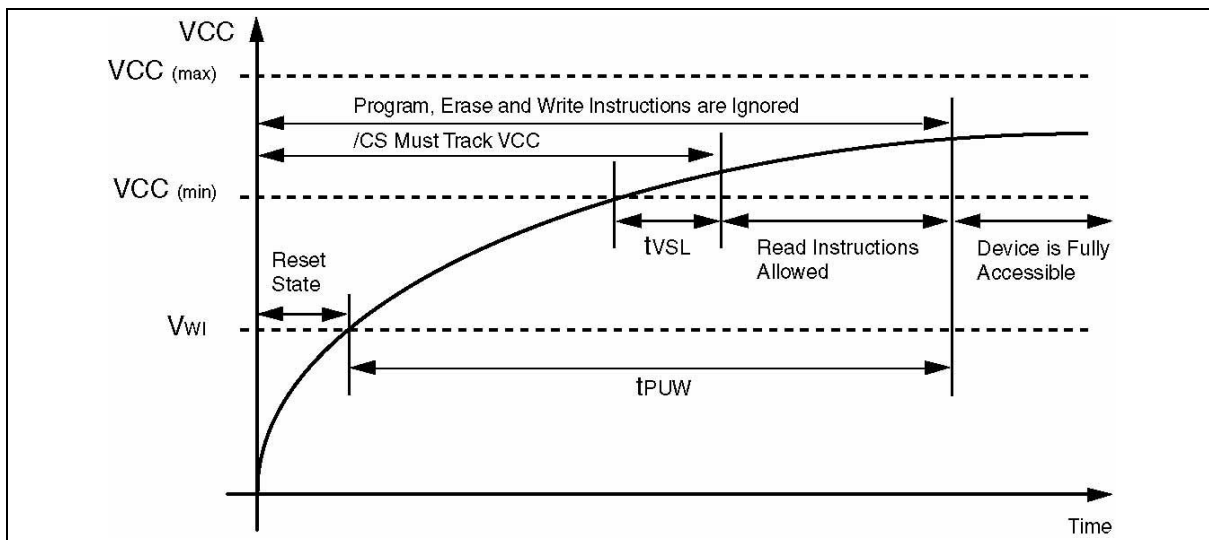 VCC
VCC (max)
Program, Erase and Write Instructions are Ignored
/CS Must Track VCC
VCC (min)
tVSL
Read Instructions
Allowed
Device is Fully
Accessible
Reset
State
VWI
tPUW
Time